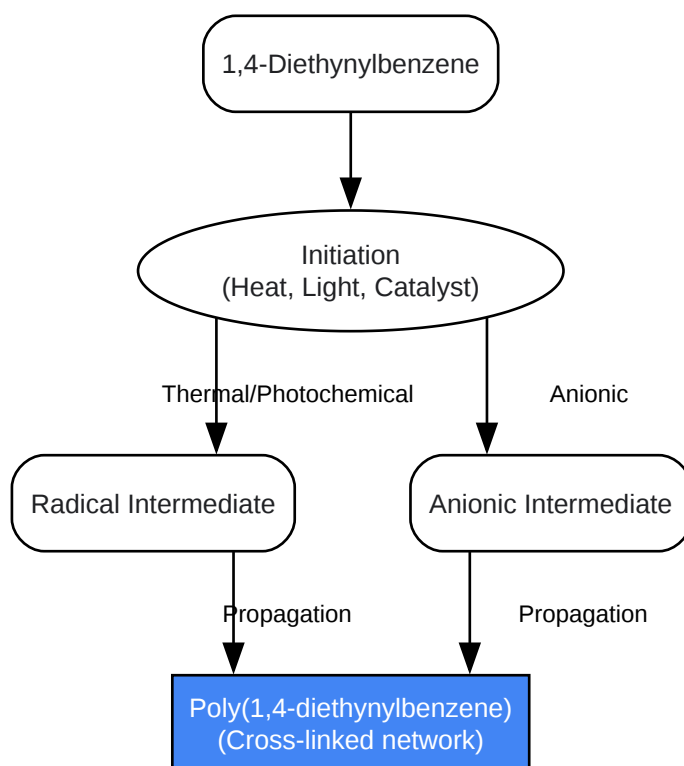 1,4-Diethynylbenzene
Initiation
(Heat, Light, Catalyst)
Thermal/Photochemical
Anionic
Radical Intermediate
Anionic Intermediate
Propagation
Propagation
Poly(1,4-diethynylbenzene)
(Cross-linked network)